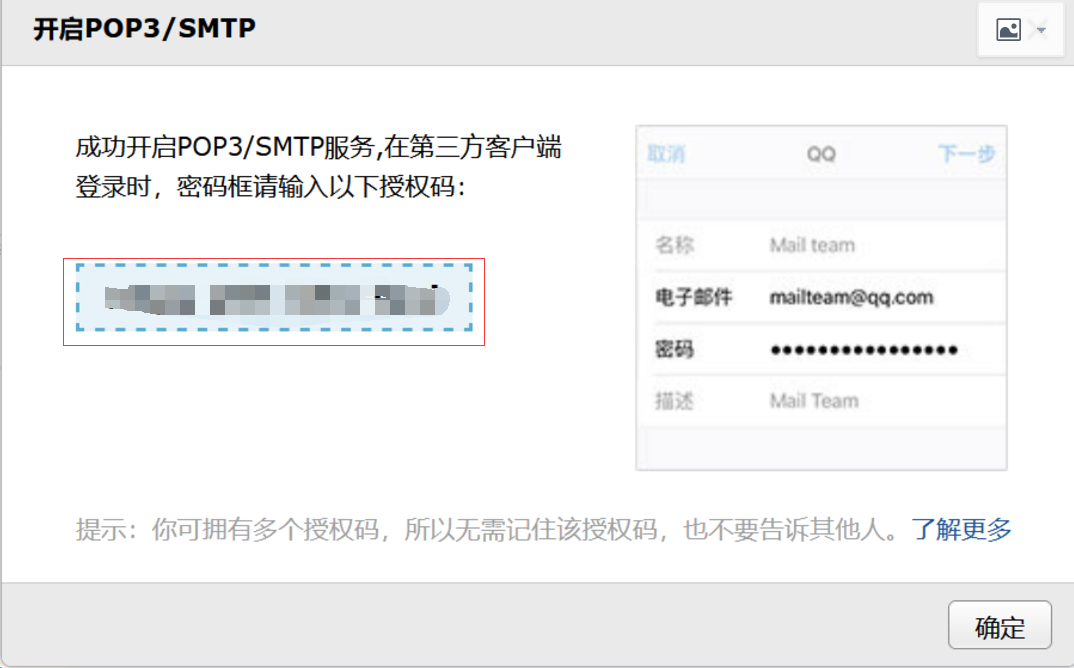 开启POP3/SMTP
成功开启POP3/SMTP服务,在第三方客户端
登录时，密码框请输入以下授权码：
取消 QQ 下一步
名称 Mail team
电子邮件 mailteam@qq.com
密码 ●●●●●●●●●●●●●●●●
描述 Mail Team
提示：你可拥有多个授权码，所以无需记住该授权码，也不要告诉其他人。了解更多
确定